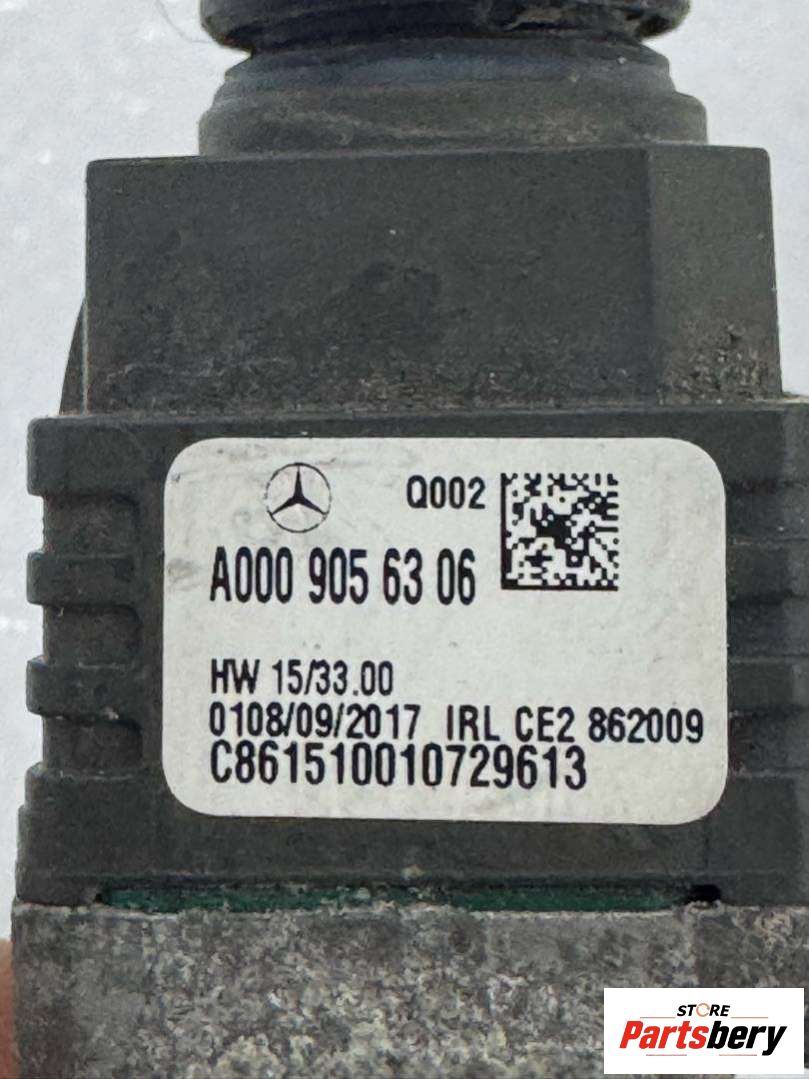 Q002
A000 905 63 06
HW 15/33.00
0108/09/2017 IRL CE2 862009
C861510010729613
STORE
Partsbery